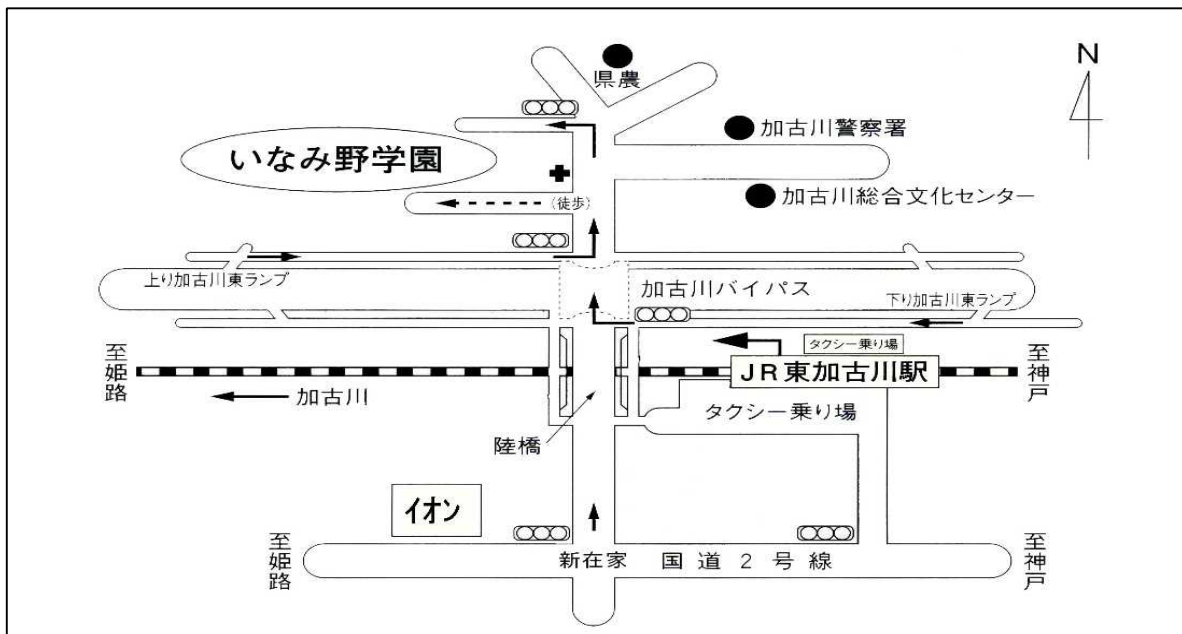 県農
N
加古川警察署
いなみ野学園
加古川総合文化センター
(徒歩)
上り加古川東ランプ
加古川バイパス
下り加古川東ランプ
タクシー乗り場
至姫路
JR東加古川駅
至神戸
加古川
タクシー乗り場
陸橋
イオン
至姫路
新在家 国道2号線
至神戸